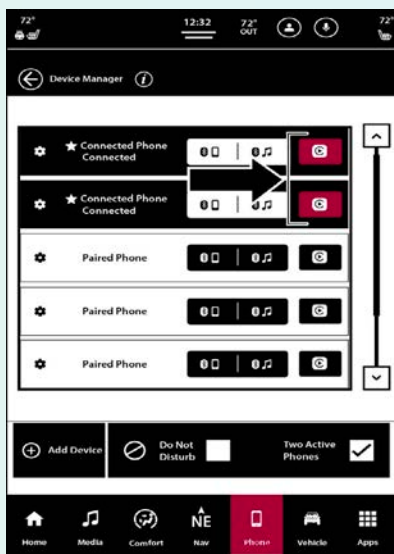 72°
12:32
72°
OUT
72°
Device Manager
Connected Phone
Connected
Connected Phone
Connected
Paired Phone
Paired Phone
Paired Phone
Add Device
Do Not
Disturb
Two Active
Phones
NE
Home
Media
Comfort
Nav
Phone
Vehicle
Apps